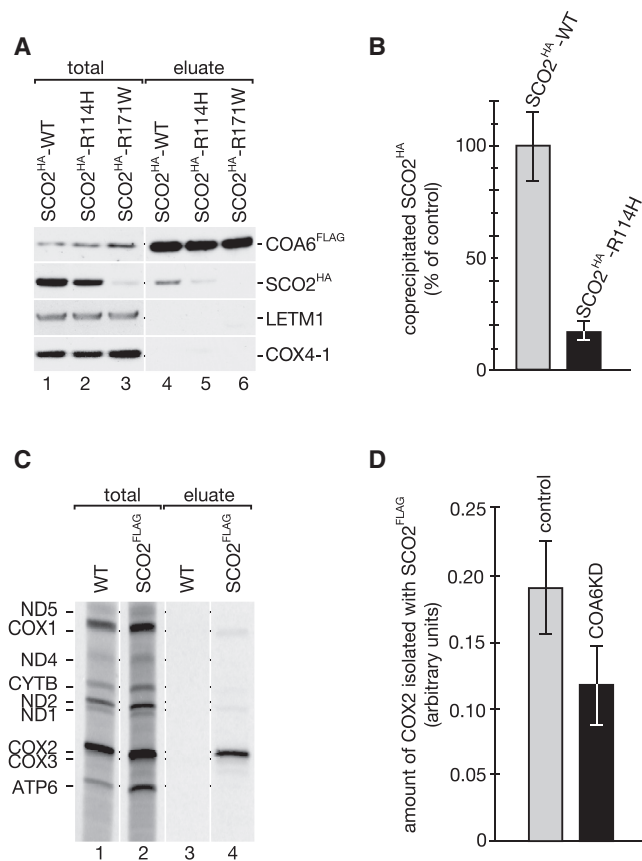 A
total
eluate
SCO2HA-WT
SCO2HA-R114H
SCO2HA-R171W
SCO2HA-WT
SCO2HA-R114H
SCO2HA-R171W
COA6FLAG
SCO2HA
LETM1
COX4-1
1 2 3 4 5 6
B
coprecipitated SCO2HA
(% of control)
100
50
0
SCO2HA-WT
SCO2HA-R114H
C
total
eluate
WT
SCO2FLAG
WT
SCO2FLAG
ND5
COX1
ND4
CYTB
ND2
ND1
COX2
COX3
ATP6
1 2 3 4
D
amount of COX2 isolated with SCO2FLAG
(arbitrary units)
0.25
0.20
0.15
0.10
0.05
0
control
COA6KD